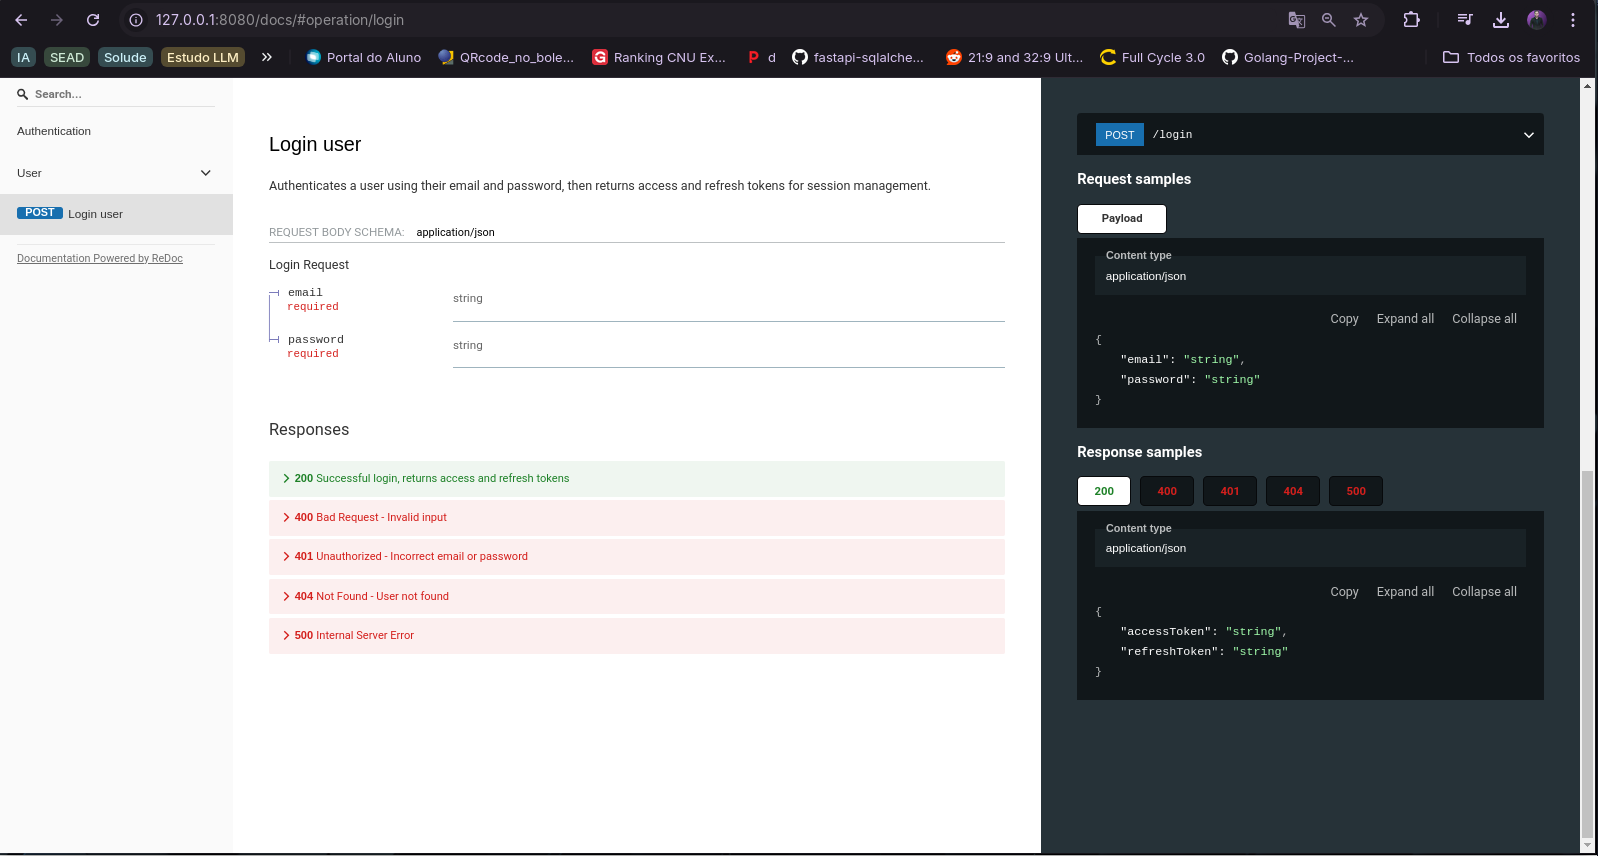 127.0.0.1:8080/docs/#operation/login
IA SEAD Solude Estudo LLM » Portal do Aluno QRcode_no_bole... Ranking CNU Ex... d fastapi-sqlalche... 21:9 and 32:9 Ult... Full Cycle 3.0 Golang-Project-... Todos os favoritos
Search...
Authentication
User
POST Login user
Documentation Powered by ReDoc
Login user
Authenticates a user using their email and password, then returns access and refresh tokens for session management.
REQUEST BODY SCHEMA: application/json
Login Request
email string
required
password string
required
Responses
200 Successful login, returns access and refresh tokens
400 Bad Request - Invalid input
401 Unauthorized - Incorrect email or password
404 Not Found - User not found
500 Internal Server Error
POST /login
Request samples
Payload
Content type
application/json
Copy Expand all Collapse all
{
"email": "string",
"password": "string"
}
Response samples
200 400 401 404 500
Content type
application/json
Copy Expand all Collapse all
{
"accessToken": "string",
"refreshToken": "string"
}